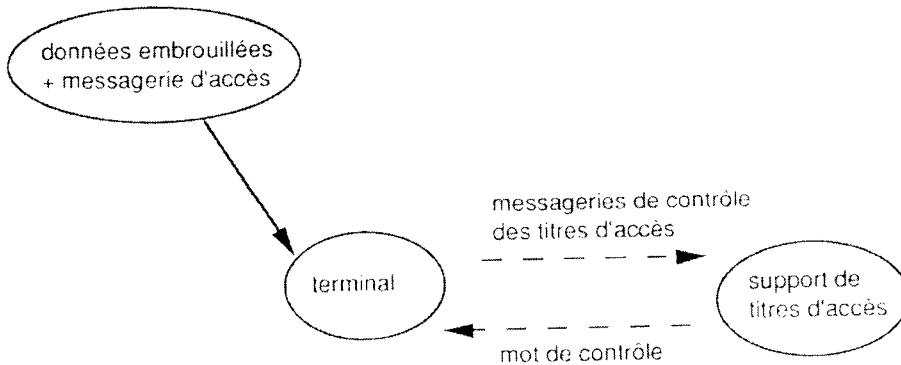 données embrouillées
+ messagerie d'accès
messageries de contrôle
des titres d'accès
terminal
support de
titres d'accès
mot de contrôle